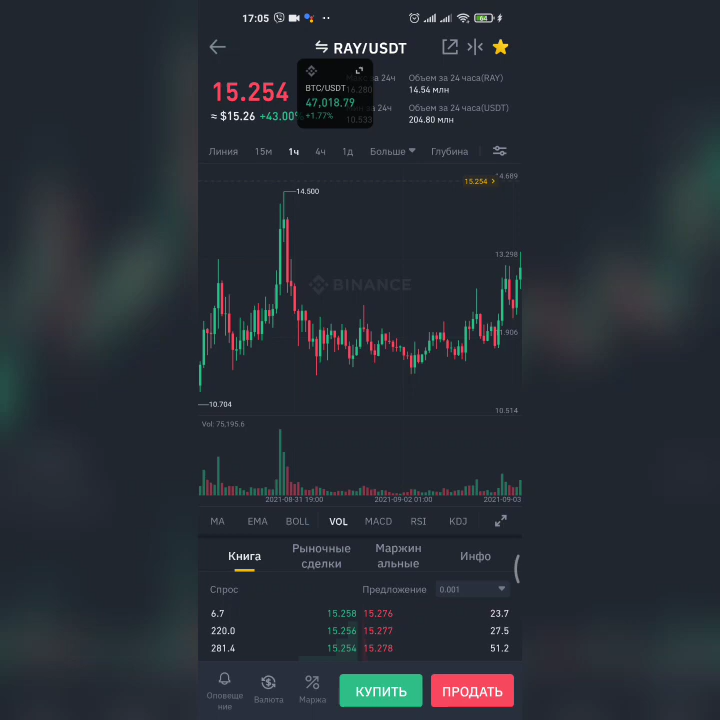 17:05
64
RAY/USDT
15.254
≈ $15.26 +43.00%
BTC/USDT
47,018.79
+1.77%
за 24ч
16.280
за 24ч
10.533
Объем за 24 часа(RAY)
14.54 млн
Объем за 24 часа(USDT)
204.80 млн
Линия 15м 1ч 4ч 1д Больше Глубина
14.689
15.254
14.500
13.298
BINANCE
11.906
10.704
10.514
Vol: 75,195.6
2021-08-31 19:00 2021-09-02 01:00 2021-09-03
MA EMA BOLL VOL MACD RSI KDJ
Книга Рыночные сделки Маржин альные Инфо
Спрос Предложение 0.001
6.7 15.258 15.276 23.7
220.0 15.256 15.277 27.5
281.4 15.254 15.278 51.2
Оповеще ние Валюта Маржа КУПИТЬ ПРОДАТЬ